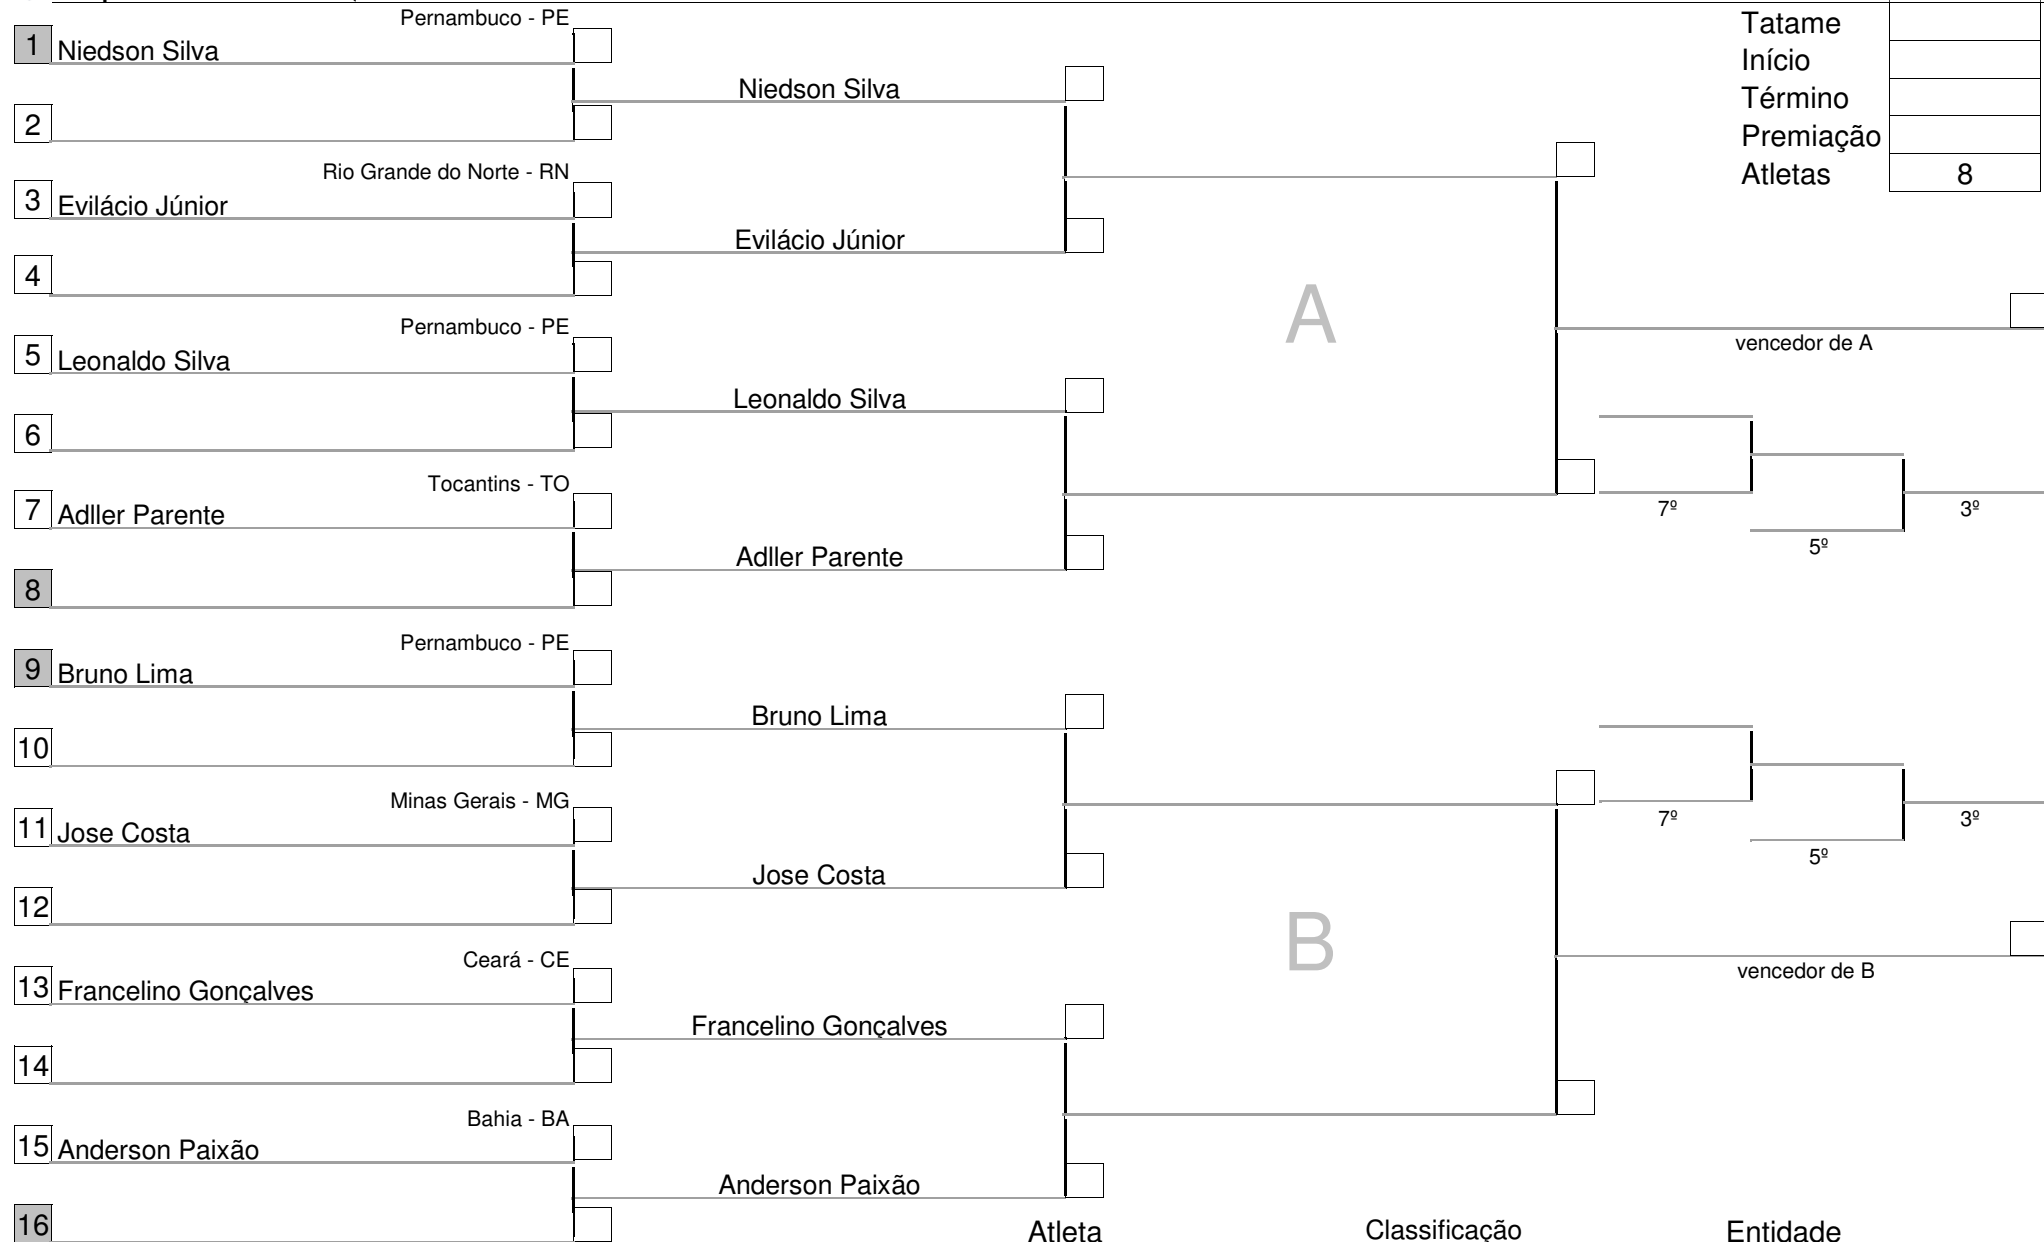 Pernambuco - PE
Tatame
1 Niedson Silva
Início
Niedson Silva
Término
2
Premiação
Rio Grande do Norte - RN
Atletas 8
3 Evilácio Júnior
Evilácio Júnior
4
A
Pernambuco - PE
vencedor de A
5 Leonaldo Silva
Leonaldo Silva
6
Tocantins - TO
7 Adller Parente
7º 3º
5º
Adller Parente
8
Pernambuco - PE
9 Bruno Lima
Bruno Lima
10
Minas Gerais - MG
7º 3º
11 Jose Costa
5º
Jose Costa
12
B
Ceará - CE
vencedor de B
13 Francelino Gonçalves
Francelino Gonçalves
14
Bahia - BA
15 Anderson Paixão
Anderson Paixão
16
Atleta Classificação Entidade